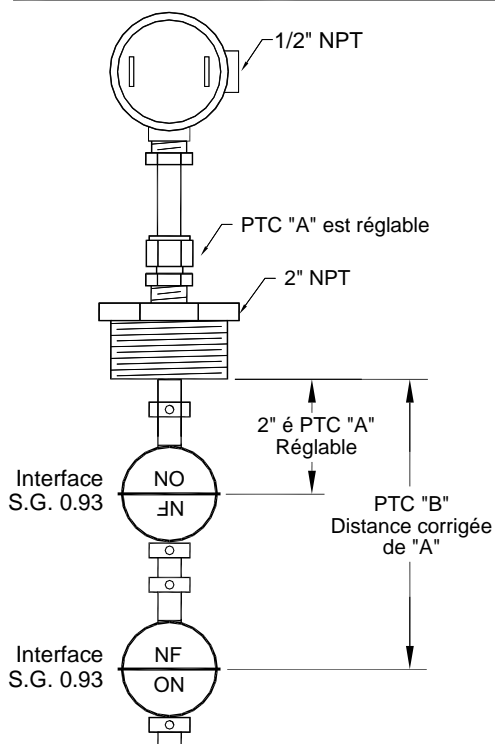 1/2" NPT
PTC "A" est réglable
2" NPT
2" é PTC "A"
Réglable
Interface
S.G. 0.93
NO
NF
PTC "B"
Distance corrigée
de "A"
Interface
S.G. 0.93
NF
ON